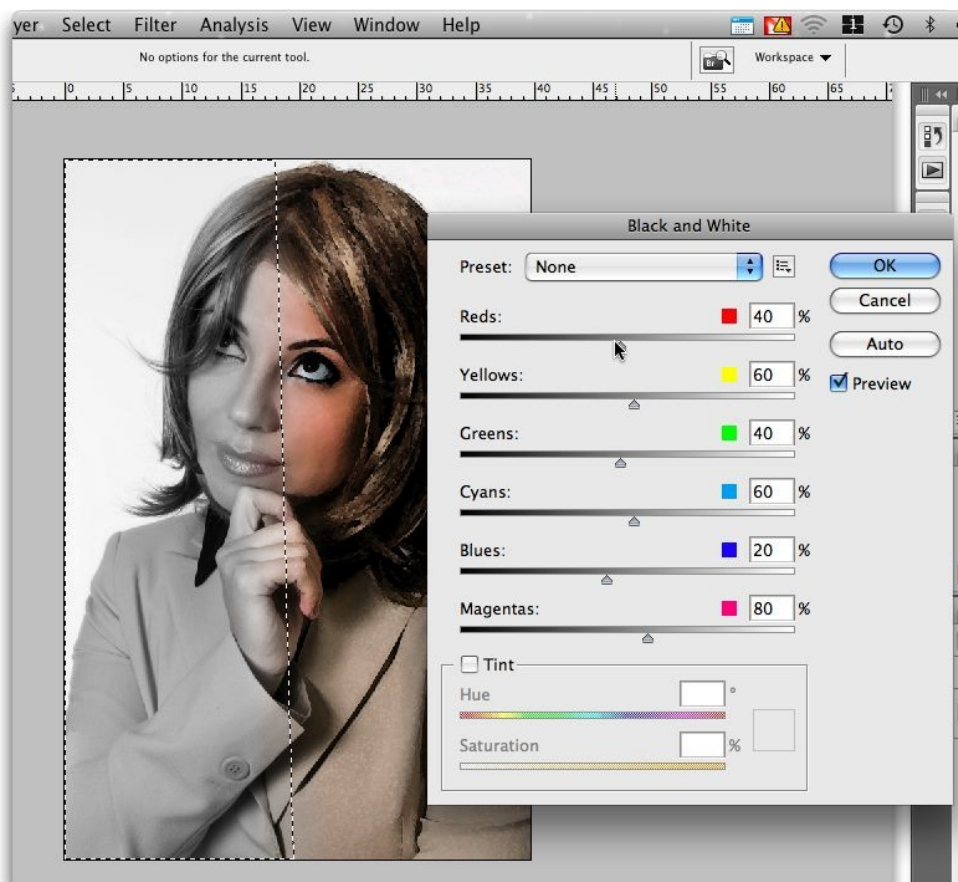 yer Select Filter Analysis View Window Help
No options for the current tool.
Br
Workspace
0 5 10 15 20 25 30 35 40 45 50 55 60 65
Black and White
Preset: None
OK
Cancel
Auto
Preview
Reds: 40 %
Yellows: 60 %
Greens: 40 %
Cyans: 60 %
Blues: 20 %
Magentas: 80 %
Tint
Hue °
Saturation %